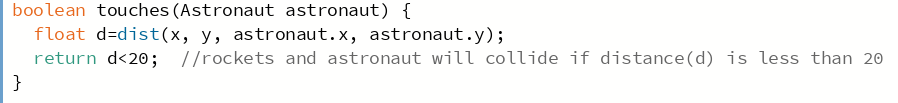 boolean touches(Astronaut astronaut) {
  float d=dist(x, y, astronaut.x, astronaut.y);
  return d<20;  //rockets and astronaut will collide if distance(d) is less than 20
}